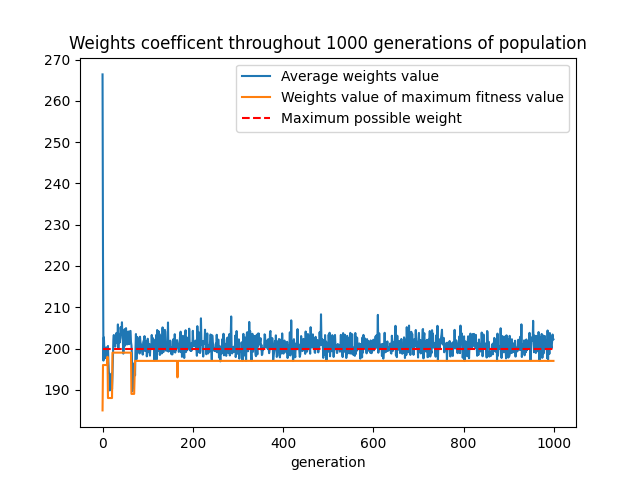 Weights coefficent throughout 1000 generations of population
270
260
250
240
230
220
210
200
190
Average weights value
Weights value of maximum fitness value
Maximum possible weight
0 200 400 600 800 1000
generation